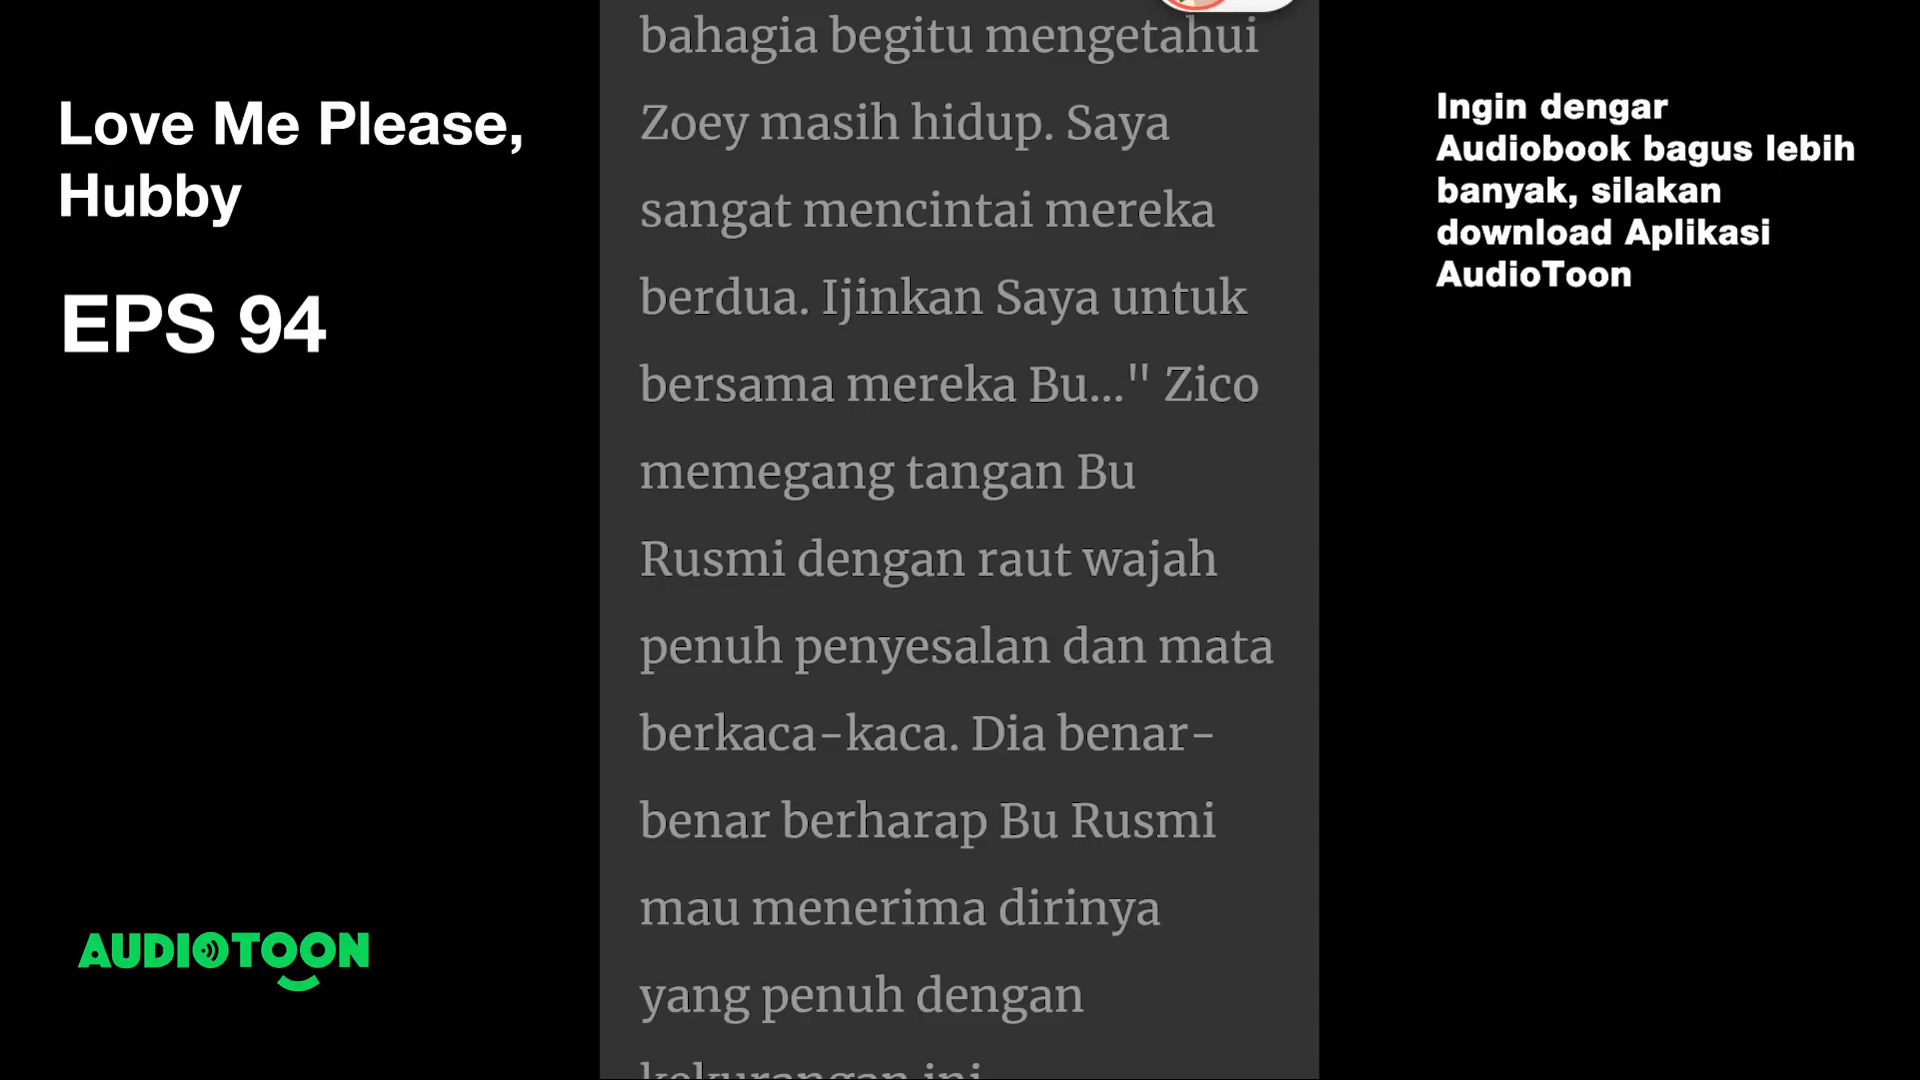 Love Me Please,
Hubby
EPS 94
AUDIOTOON
bahagia begitu mengetahui
Zoey masih hidup. Saya
sangat mencintai mereka
berdua. Ijinkan Saya untuk
bersama mereka Bu..." Zico
memegang tangan Bu
Rusmi dengan raut wajah
penuh penyesalan dan mata
berkaca-kaca. Dia benar-
benar berharap Bu Rusmi
mau menerima dirinya
yang penuh dengan
kekurangan ini
Ingin dengar
Audiobook bagus lebih
banyak, silakan
download Aplikasi
AudioToon